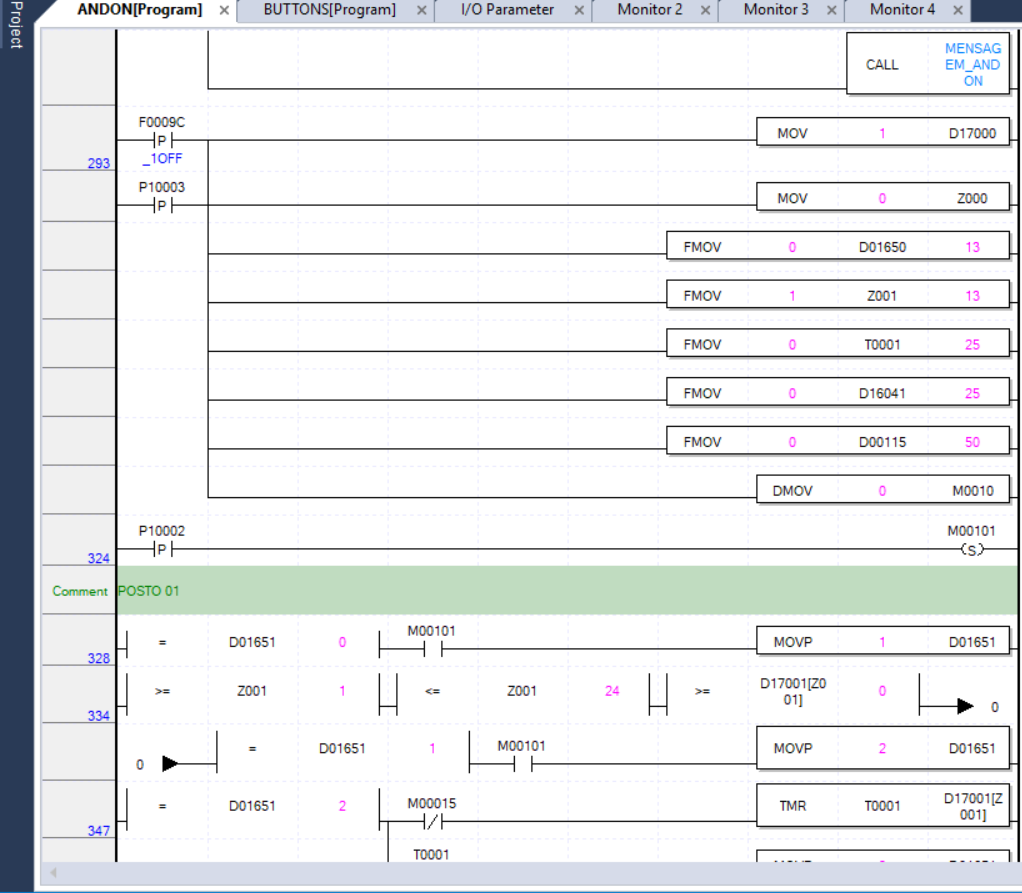 Project
ANDON[Program] × BUTTONS[Program] × I/O Parameter × Monitor 2 × Monitor 3 × Monitor 4 ×
CALL MENSAG
EM_AND
ON
F0009C
P
_1OFF
MOV 1 D17000
293
P10003
P
MOV 0 Z000
FMOV 0 D01650 13
FMOV 1 Z001 13
FMOV 0 T0001 25
FMOV 0 D16041 25
FMOV 0 D00115 50
DMOV 0 M0010
P10002 M00101
P S
324
Comment POSTO 01
M00101
= D01651 0 MOVP 1 D01651
328
>= Z001 1 <= Z001 24 >= D17001[Z0
01] 0
334 0
M00101
0 = D01651 1 MOVP 2 D01651
M00015
= D01651 2 TMR T0001 D17001[Z
001]
347
T0001